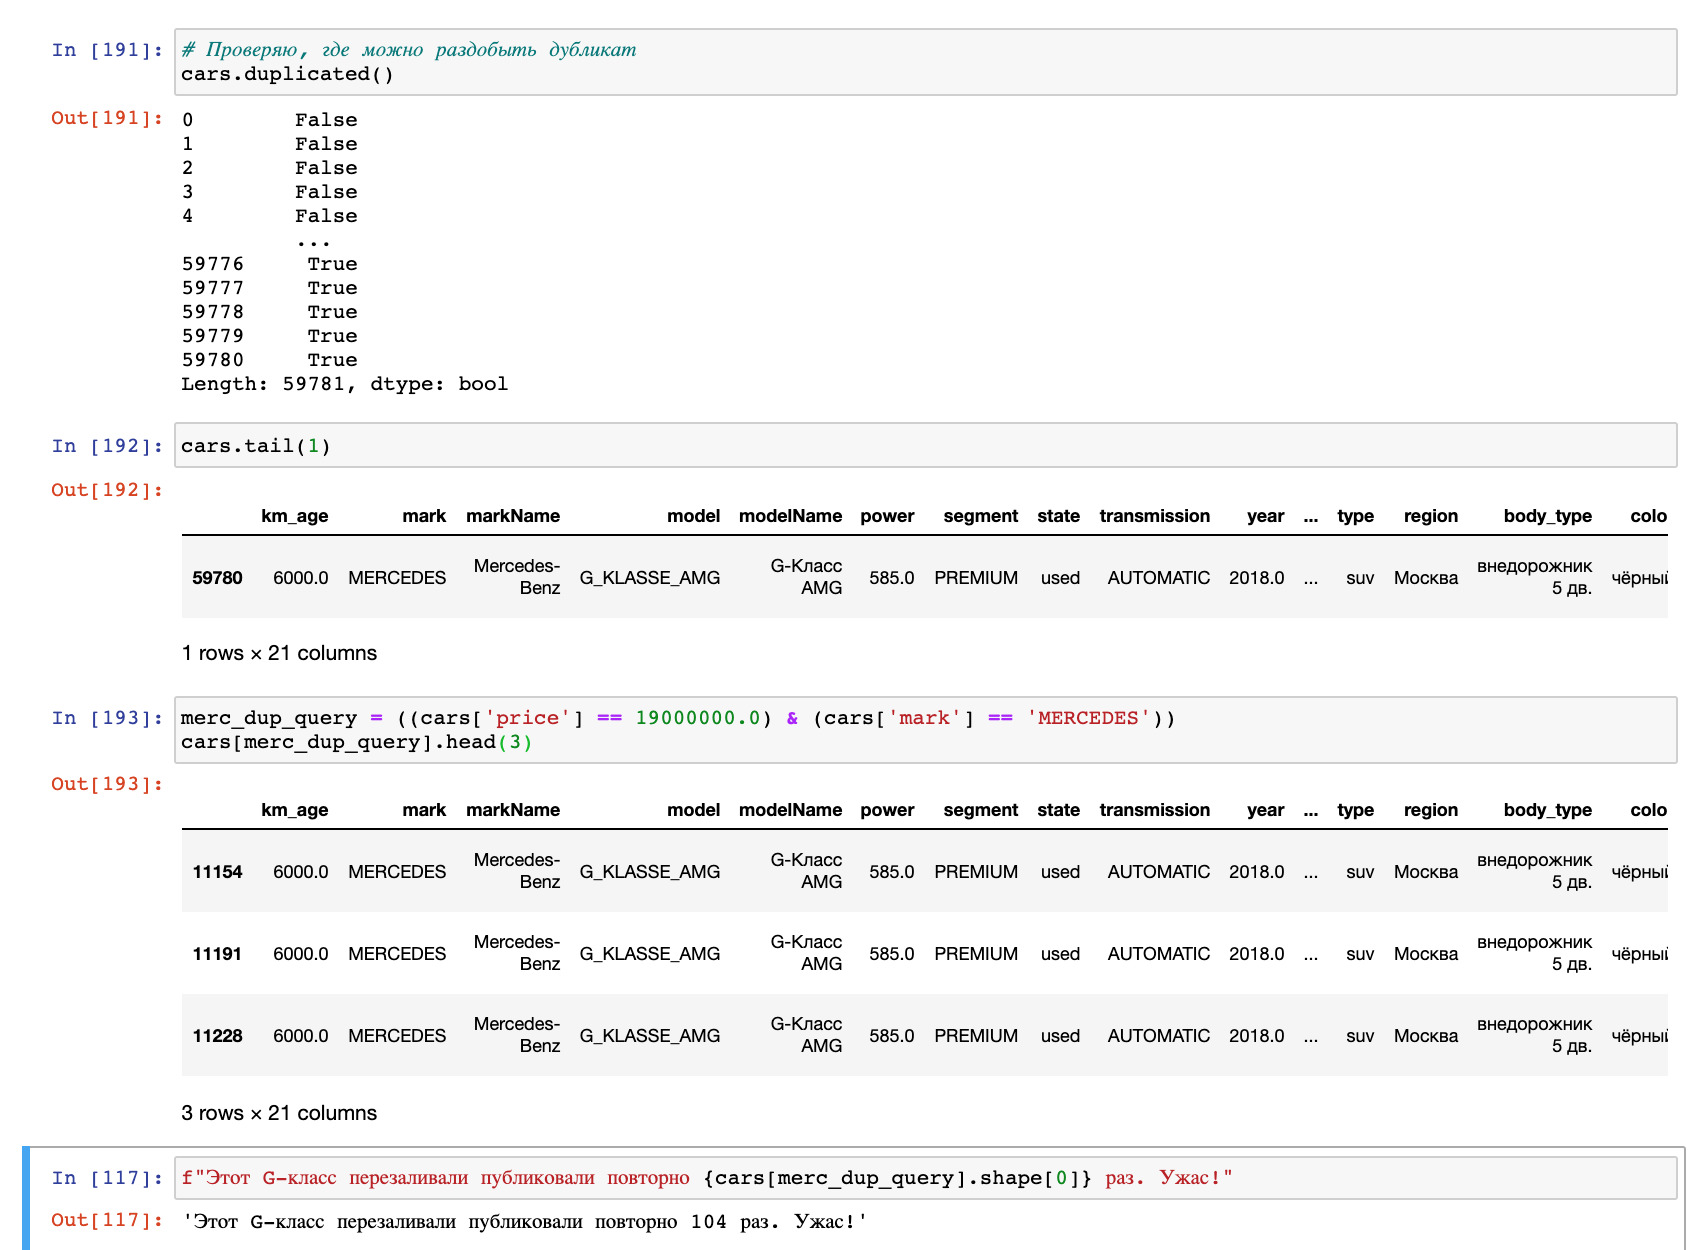 In [191]: # Проверяю, где можно раздобыть дубликат
cars.duplicated()
Out[191]: 0 False
1 False
2 False
3 False
4 False
...
59776 True
59777 True
59778 True
59779 True
59780 True
Length: 59781, dtype: bool
In [192]: cars.tail(1)
Out[192]:
km_age mark markName model modelName power segment state transmission year ... type region body_type colo
Mercedes- G-Класс внедорожник
59780 6000.0 MERCEDES G_KLASSE_AMG 585.0 PREMIUM used AUTOMATIC 2018.0 ... suv Москва чёрный
Benz AMG 5 дв.
1 rows × 21 columns
In [193]: merc_dup_query = ((cars['price'] == 19000000.0) & (cars['mark'] == 'MERCEDES'))
cars[merc_dup_query].head(3)
Out[193]:
km_age mark markName model modelName power segment state transmission year ... type region body_type colo
Mercedes- G-Класс внедорожник
11154 6000.0 MERCEDES G_KLASSE_AMG 585.0 PREMIUM used AUTOMATIC 2018.0 ... suv Москва чёрный
Benz AMG 5 дв.
Mercedes- G-Класс внедорожник
11191 6000.0 MERCEDES G_KLASSE_AMG 585.0 PREMIUM used AUTOMATIC 2018.0 ... suv Москва чёрный
Benz AMG 5 дв.
Mercedes- G-Класс внедорожник
11228 6000.0 MERCEDES G_KLASSE_AMG 585.0 PREMIUM used AUTOMATIC 2018.0 ... suv Москва чёрный
Benz AMG 5 дв.
3 rows × 21 columns
In [117]: f"Этот G-класс перезаливали публиковали повторно {cars[merc_dup_query].shape[0]} раз. Ужас!"
Out[117]: 'Этот G-класс перезаливали публиковали повторно 104 раз. Ужас!'